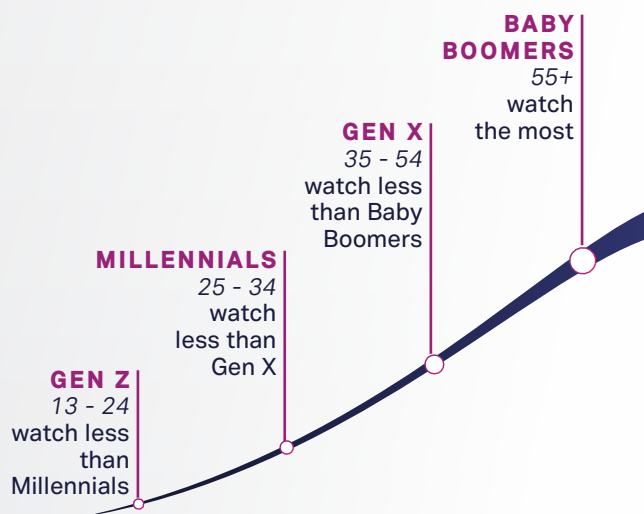 BABY
BOOMERS
55+
watch
the most
GEN X
35 - 54
watch less
than Baby
Boomers
MILLENNIALS
25 - 34
watch
less than
Gen X
GEN Z
13 - 24
watch less
than
Millennials